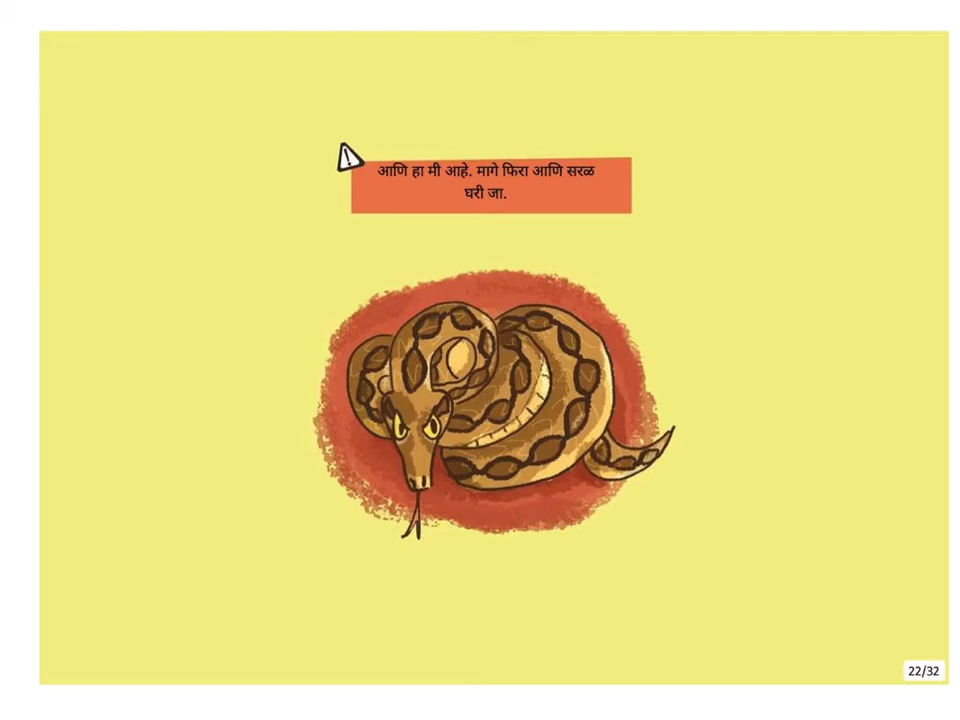 आणि हा मी आहे. मागे फिरा आणि सरळ
घरी जा.
22/32